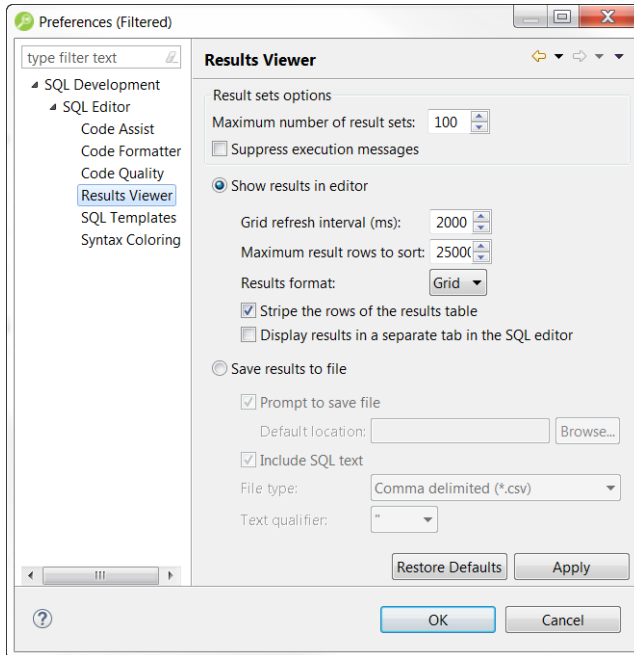 Preferences (Filtered)
type filter text
SQL Development
SQL Editor
Code Assist
Code Formatter
Code Quality
Results Viewer
SQL Templates
Syntax Coloring
Results Viewer
Result sets options
Maximum number of result sets: 100
Suppress execution messages
Show results in editor
Grid refresh interval (ms): 2000
Maximum result rows to sort: 25000
Results format: Grid
Stripe the rows of the results table
Display results in a separate tab in the SQL editor
Save results to file
Prompt to save file
Default location: Browse...
Include SQL text
File type: Comma delimited (*.csv)
Text qualifier: "
Restore Defaults Apply
? OK Cancel